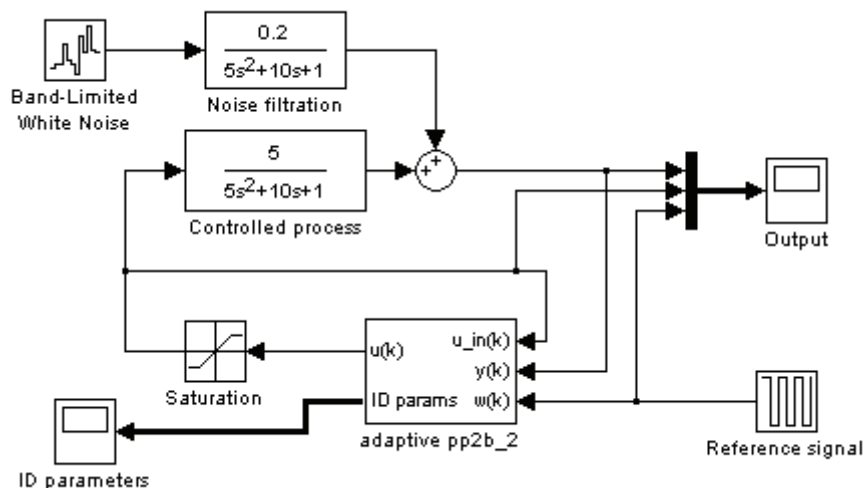 0.2
5s²+10s+1
Band-Limited
White Noise
Noise filtration
5
5s²+10s+1
+
+
Controlled process
Output
u(k)
u_in(k)
y(k)
ID params
w(k)
Saturation
adaptive pp2b_2
Reference signal
ID parameters